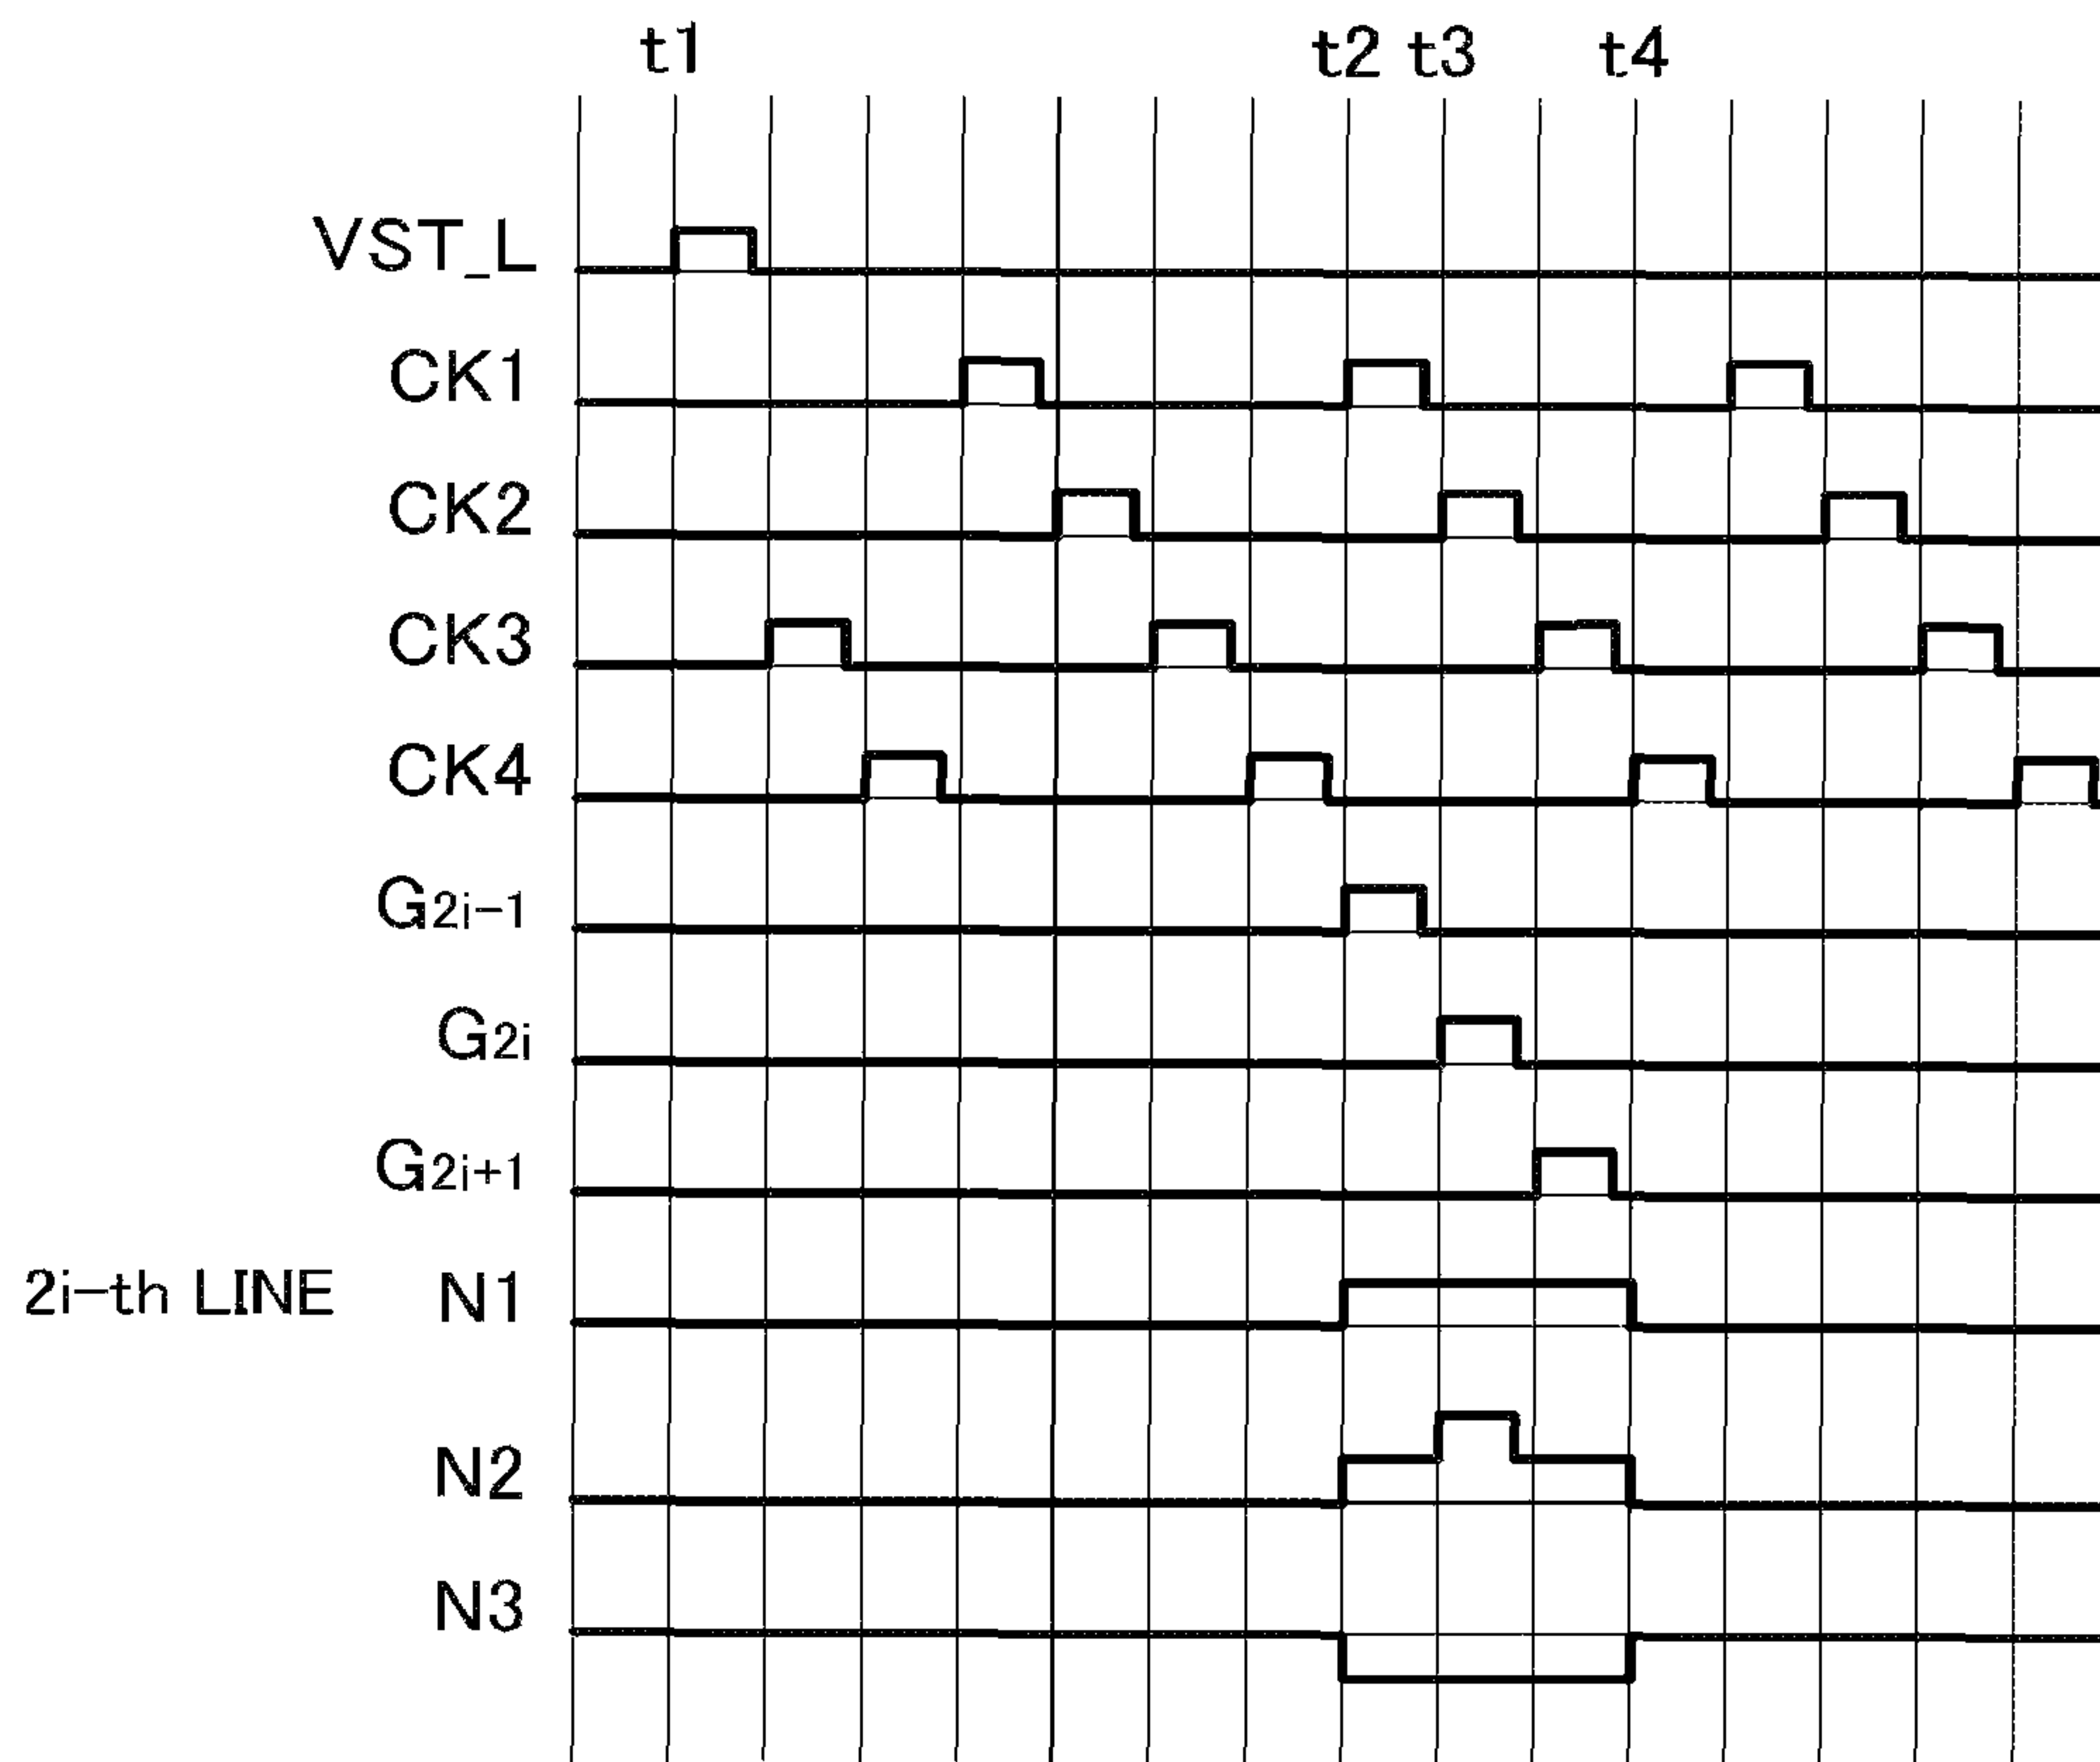 t1 t2 t3 t4
VST_L
CK1
CK2
CK3
CK4
G2i-1
G2i
G2i+1
2i-th LINE N1
N2
N3